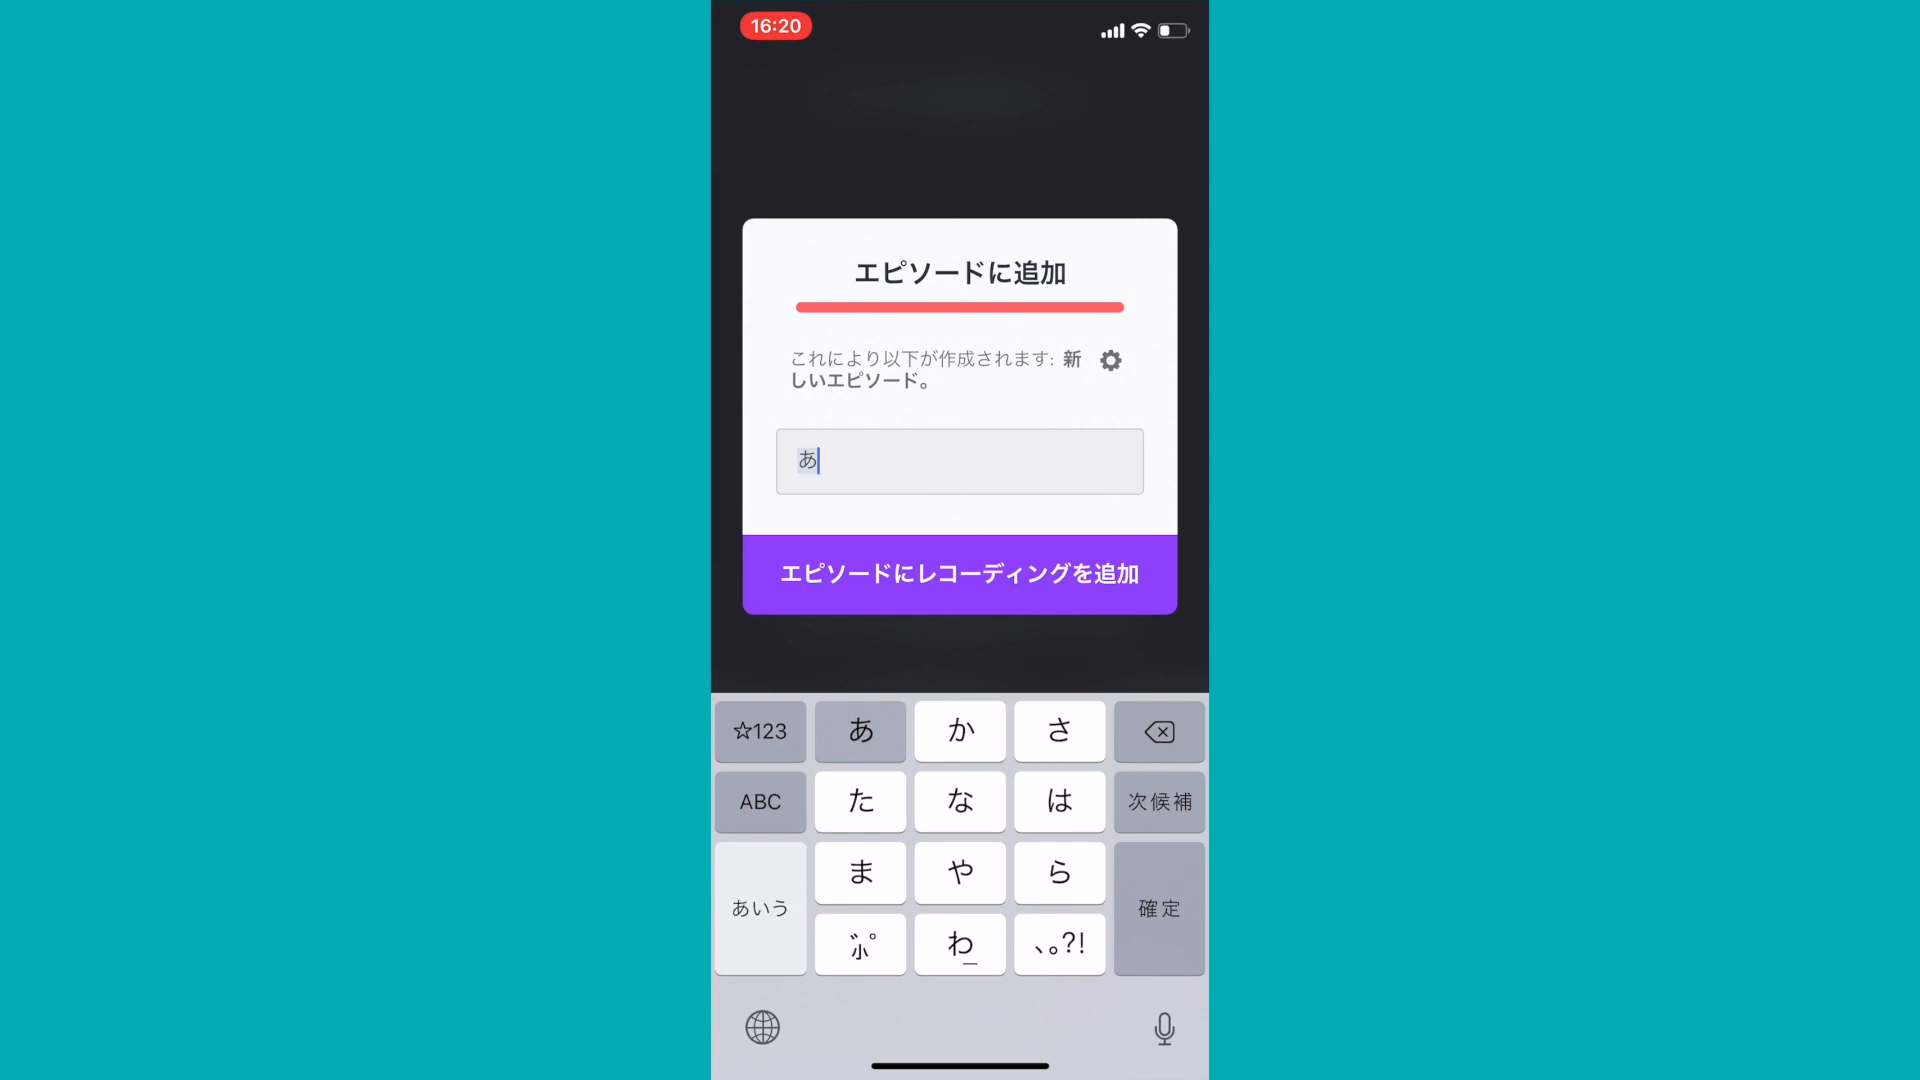 16:20
エピソードに追加
これにより以下が作成されます: 新
しいエピソード。
あ
エピソードにレコーディングを追加
☆123 あ か さ
ABC た な は 次候補
ま や ら
あいう 確定
゛゜小 わ_ 、。?!